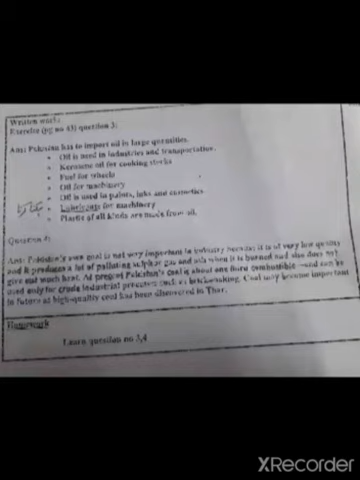 Written work:
Exercise (pg no 43) question 3:
Ans: Pakistan has to import oil in large quantities.
• Oil is used in industries and transportation.
• Kerosene oil for cooking stocks
• Fuel for wheels
• Oil for machinery
• Oil is used in paints, inks and cosmetics
• Lubricants for machinery
• Plastic of all kinds are made from oil.
Question 4:
Ans: Pakistan's own coal is not very important in industry because it is of very low quality
and it produces a lot of polluting sulphur gas and ash when it is burned and also does not
give out much heat. At present Pakistan's coal is about one third combustible and can be
used only for crude industrial processes such as brickmaking. Coal may become important
in future as high-quality coal has been discovered in Thar.
Homework
Learn question no 3,4
XRecorder